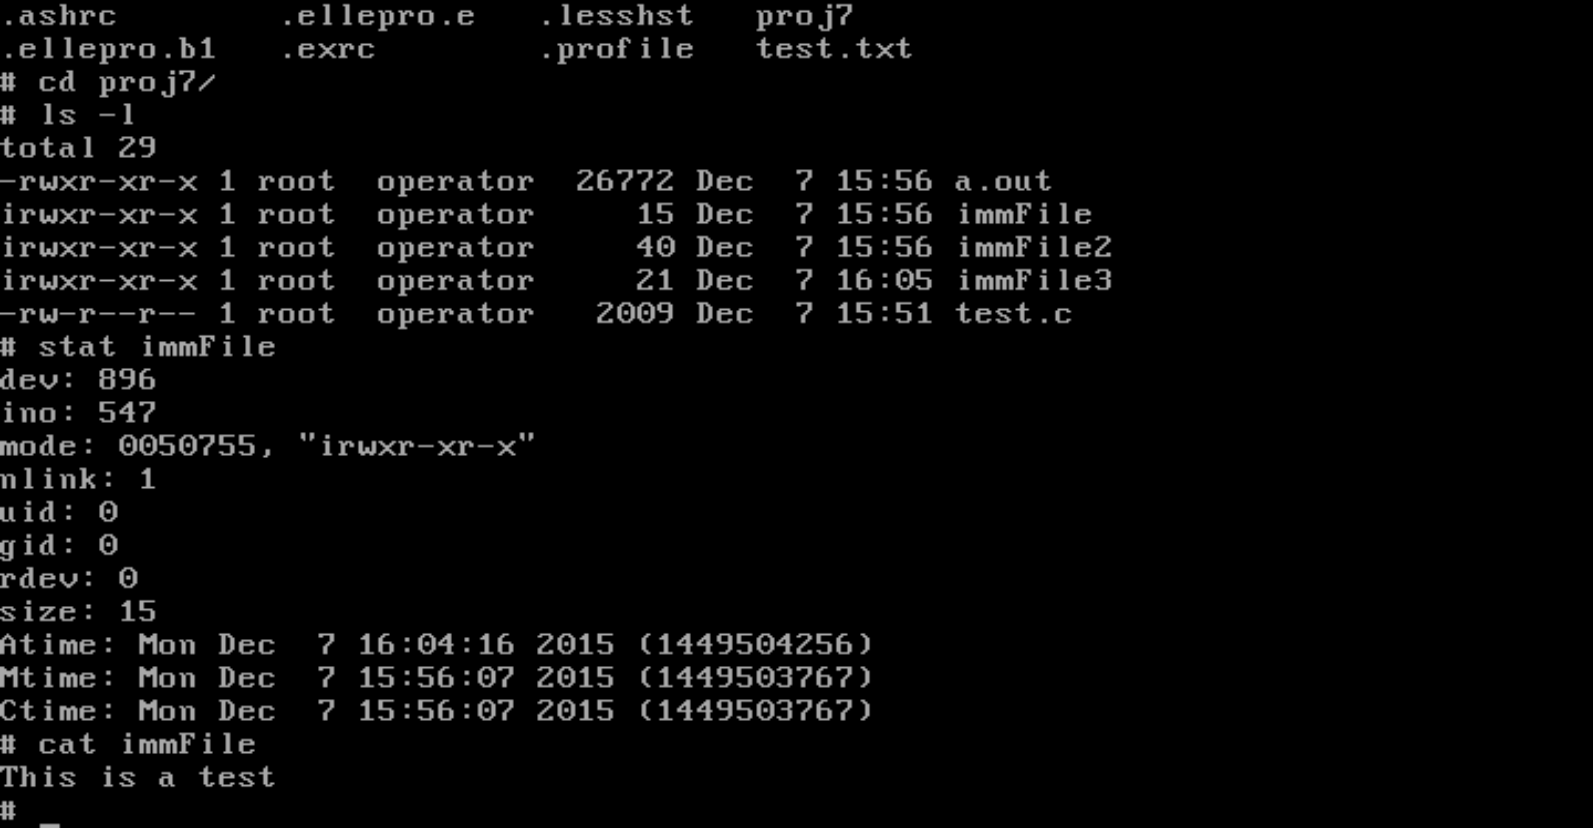 .ashrc        .ellepro.e   .lesshst   proj7
.ellepro.b1   .exrc        .profile   test.txt
# cd proj7/
# ls -l
total 29
-rwxr-xr-x 1 root  operator  26772 Dec  7 15:56 a.out
irwxr-xr-x 1 root  operator     15 Dec  7 15:56 immFile
irwxr-xr-x 1 root  operator     40 Dec  7 15:56 immFile2
irwxr-xr-x 1 root  operator     21 Dec  7 16:05 immFile3
-rw-r--r-- 1 root  operator   2009 Dec  7 15:51 test.c
# stat immFile
dev: 896
ino: 547
mode: 0050755, "irwxr-xr-x"
nlink: 1
uid: 0
gid: 0
rdev: 0
size: 15
Atime: Mon Dec  7 16:04:16 2015 (1449504256)
Mtime: Mon Dec  7 15:56:07 2015 (1449503767)
Ctime: Mon Dec  7 15:56:07 2015 (1449503767)
# cat immFile
This is a test
#